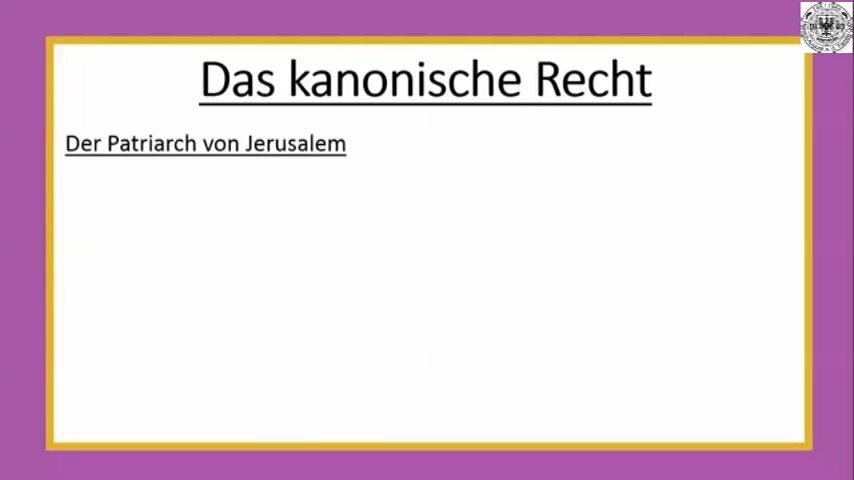 Das kanonische Recht
Der Patriarch von Jerusalem